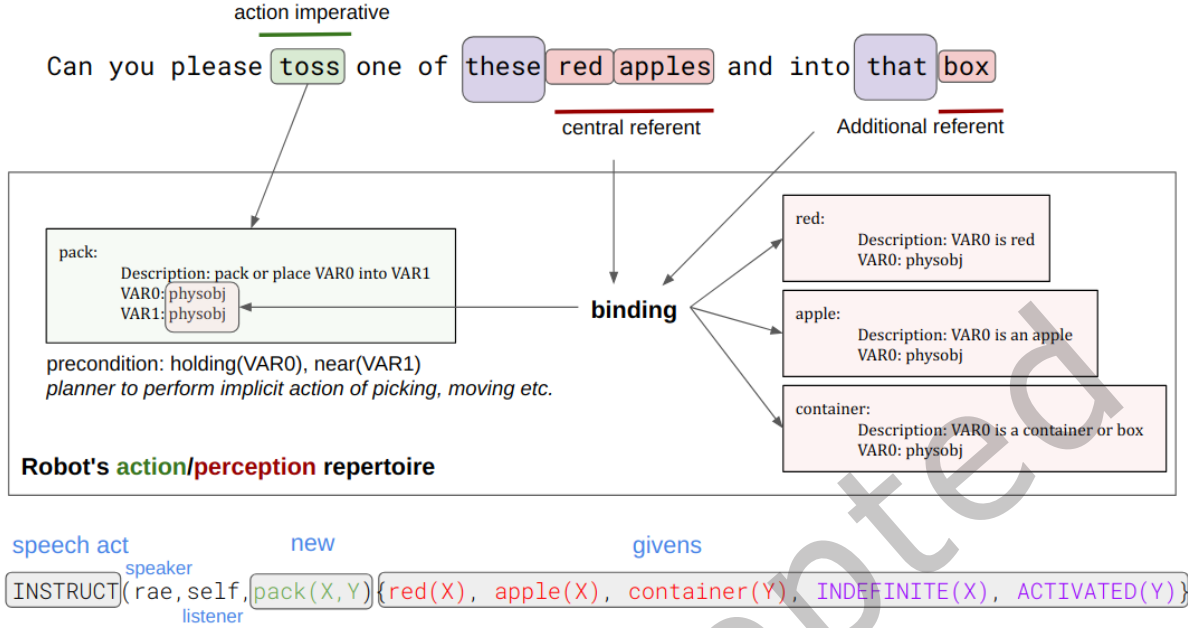 action imperative
Can you please toss one of these red apples and into that box
central referent
Additional referent
pack:
Description: pack or place VAR0 into VAR1
VAR0: physobj
VAR1: physobj
precondition: holding(VAR0), near(VAR1)
planner to perform implicit action of picking, moving etc.
binding
red:
Description: VAR0 is red
VAR0: physobj
apple:
Description: VAR0 is an apple
VAR0: physobj
container:
Description: VAR0 is a container or box
VAR0: physobj
Robot's action/perception repertoire
speech act
new
givens
speaker
INSTRUCT(rae,self,pack(X,Y){red(X), apple(X), container(Y), INDEFINITE(X), ACTIVATED(Y)}
listener